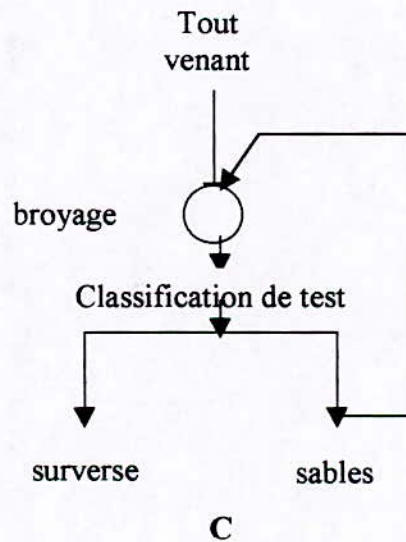 Tout
venant
broyage
Classification de test
surverse
sables
C